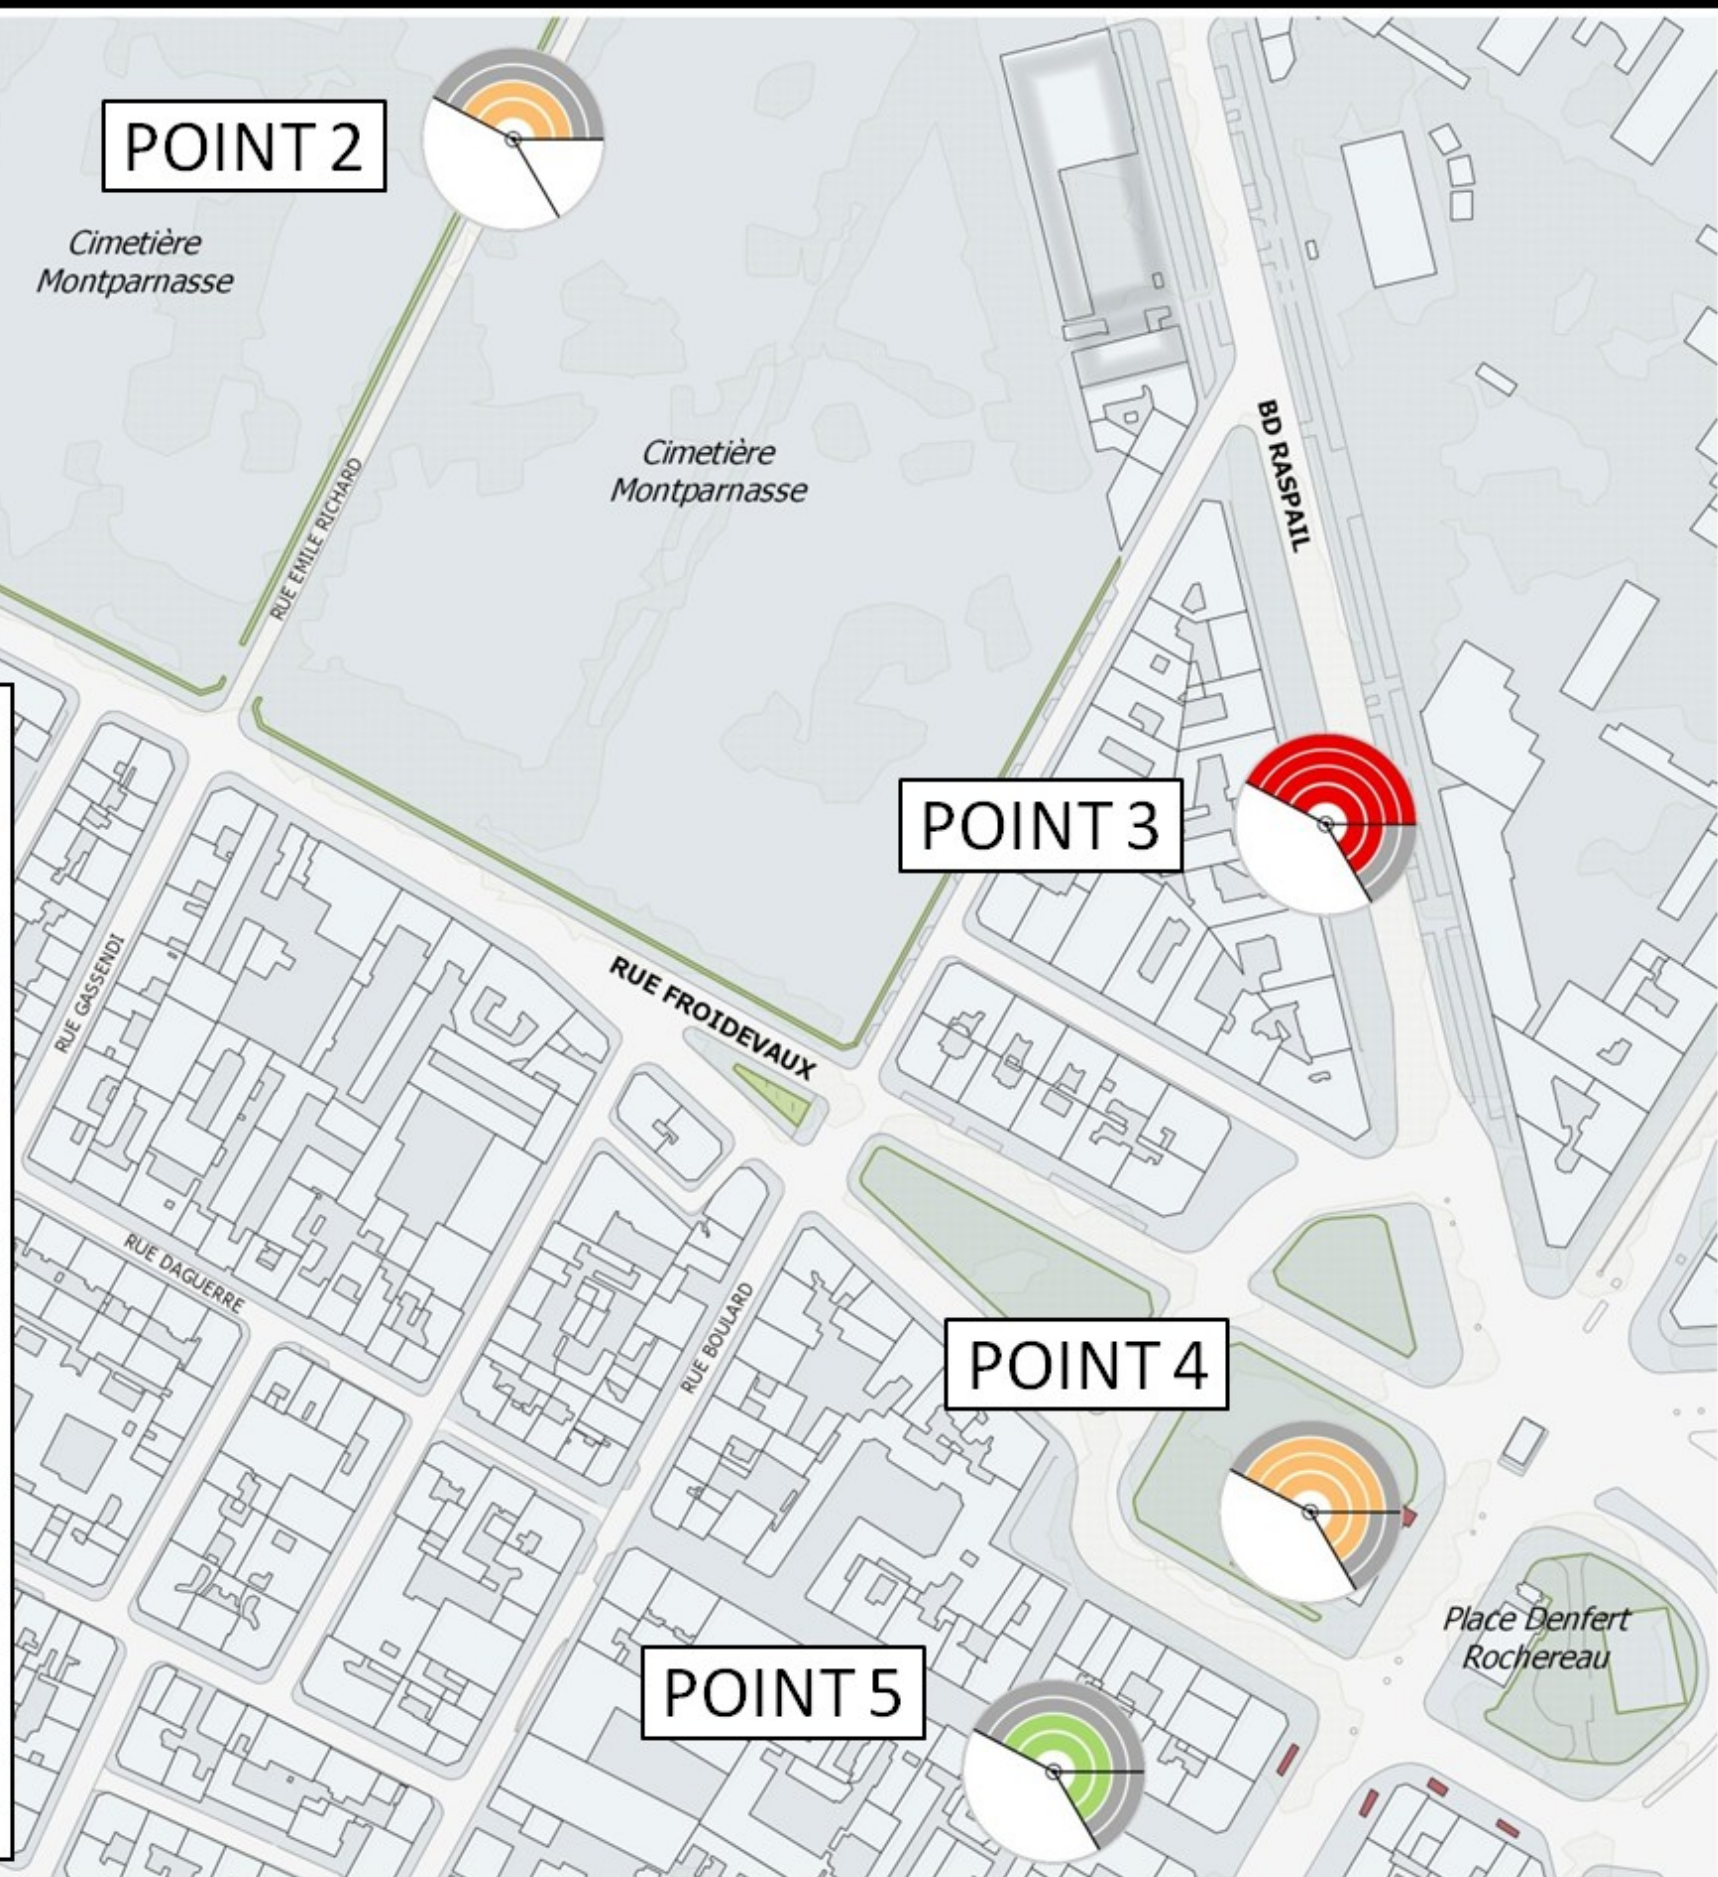 POINT 2
Cimetière
Montparnasse
Cimetière
Montparnasse
BD RASPAIL
RUE EMILE RICHARD
POINT 3
RUE GASSENDI
RUE FROIDEVAUX
RUE DAGUERRE
RUE BOULARD
POINT 4
Place Denfert
Rochereau
POINT 5